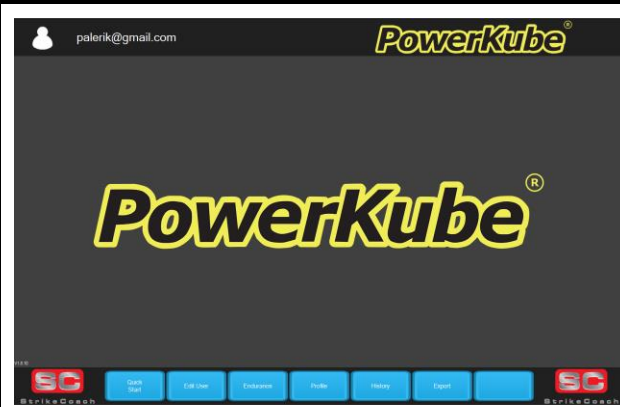 palerik@gmail.com
PowerKube®
PowerKube®
SC
StrikeCoach
Quick
Start
Edit User
Endurance
Profile
History
Export
SC
StrikeCoach